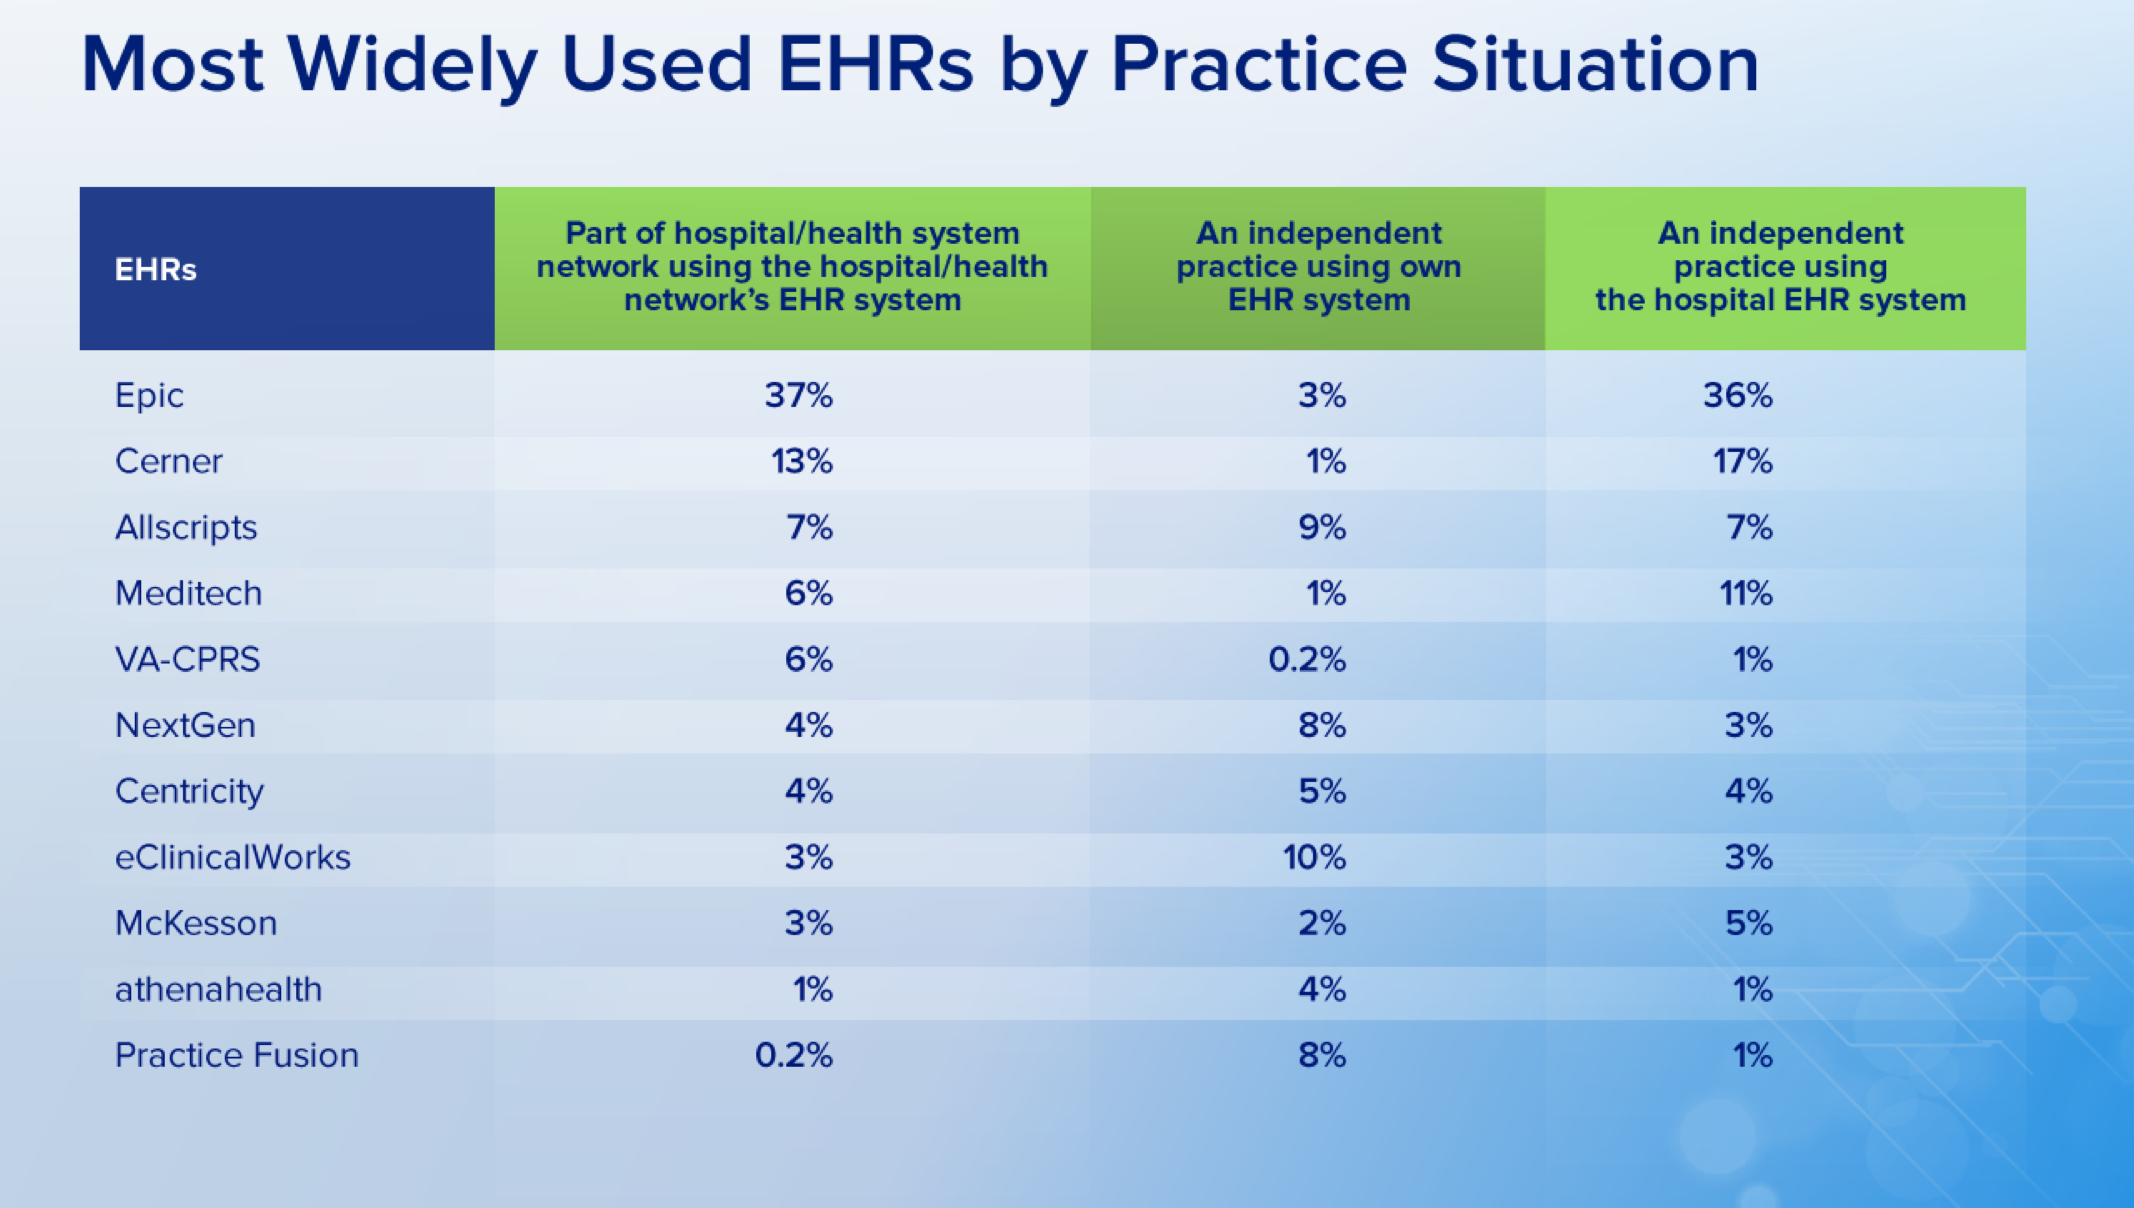 Most Widely Used EHRs by Practice Situation
EHRs
Part of hospital/health system
network using the hospital/health
network’s EHR system
An independent
practice using own
EHR system
An independent
practice using
the hospital EHR system
Epic 37% 3% 36%
Cerner 13% 1% 17%
Allscripts 7% 9% 7%
Meditech 6% 1% 11%
VA-CPRS 6% 0.2% 1%
NextGen 4% 8% 3%
Centricity 4% 5% 4%
eClinicalWorks 3% 10% 3%
McKesson 3% 2% 5%
athenahealth 1% 4% 1%
Practice Fusion 0.2% 8% 1%